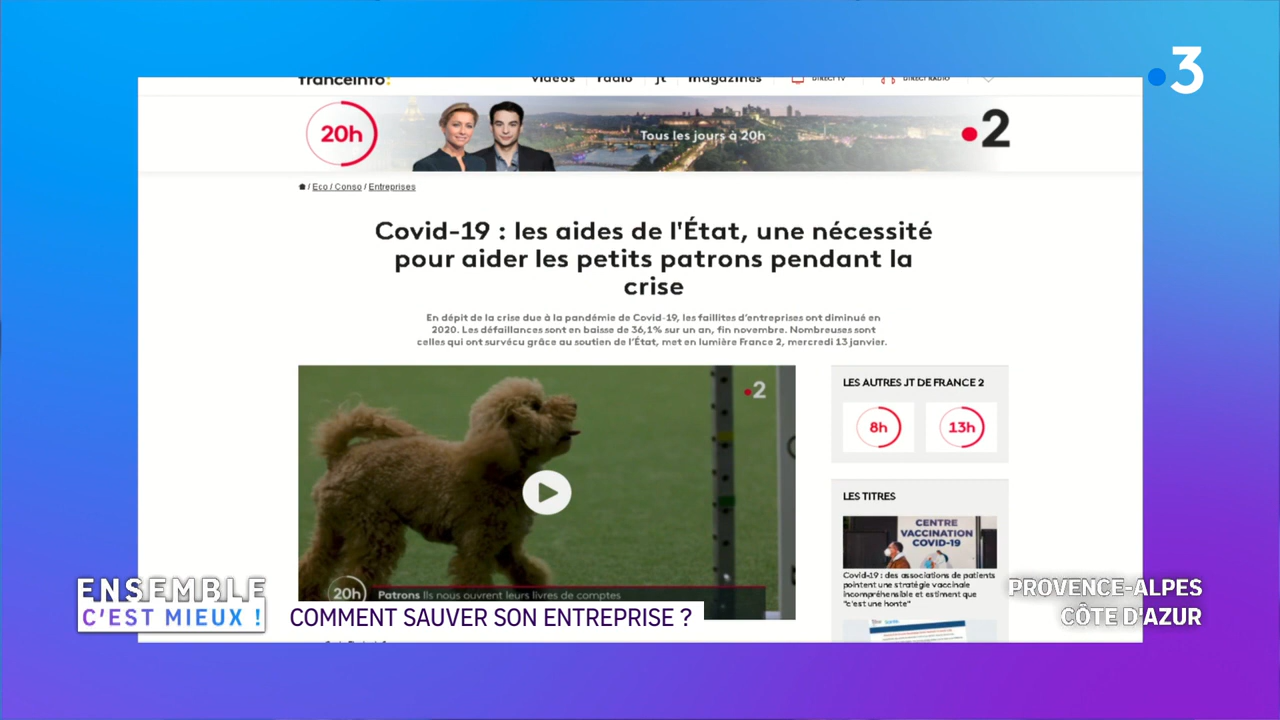 3
franceinfo:
vidéos radio jt magazines DIRECT TV DIRECT RADIO
20h
Tous les jours à 20h
2
/ Eco / Conso / Entreprises
Covid-19 : les aides de l'État, une nécessité
pour aider les petits patrons pendant la
crise
En dépit de la crise due à la pandémie de Covid-19, les faillites d'entreprises ont diminué en
2020. Les défaillances sont en baisse de 36,1% sur un an, fin novembre. Nombreuses sont
celles qui ont survécu grâce au soutien de l'État, met en lumière France 2, mercredi 13 janvier.
2
20h
Patrons Ils nous ouvrent leurs livres de comptes
LES AUTRES JT DE FRANCE 2
8h 13h
LES TITRES
CENTRE
VACCINATION
COVID-19
Covid-19 : des associations de patients
pointent une stratégie vaccinale
incompréhensible et estiment que
"c'est une honte"
ENSEMBLE
C'EST MIEUX !
COMMENT SAUVER SON ENTREPRISE ?
PROVENCE-ALPES
CÔTE D'AZUR